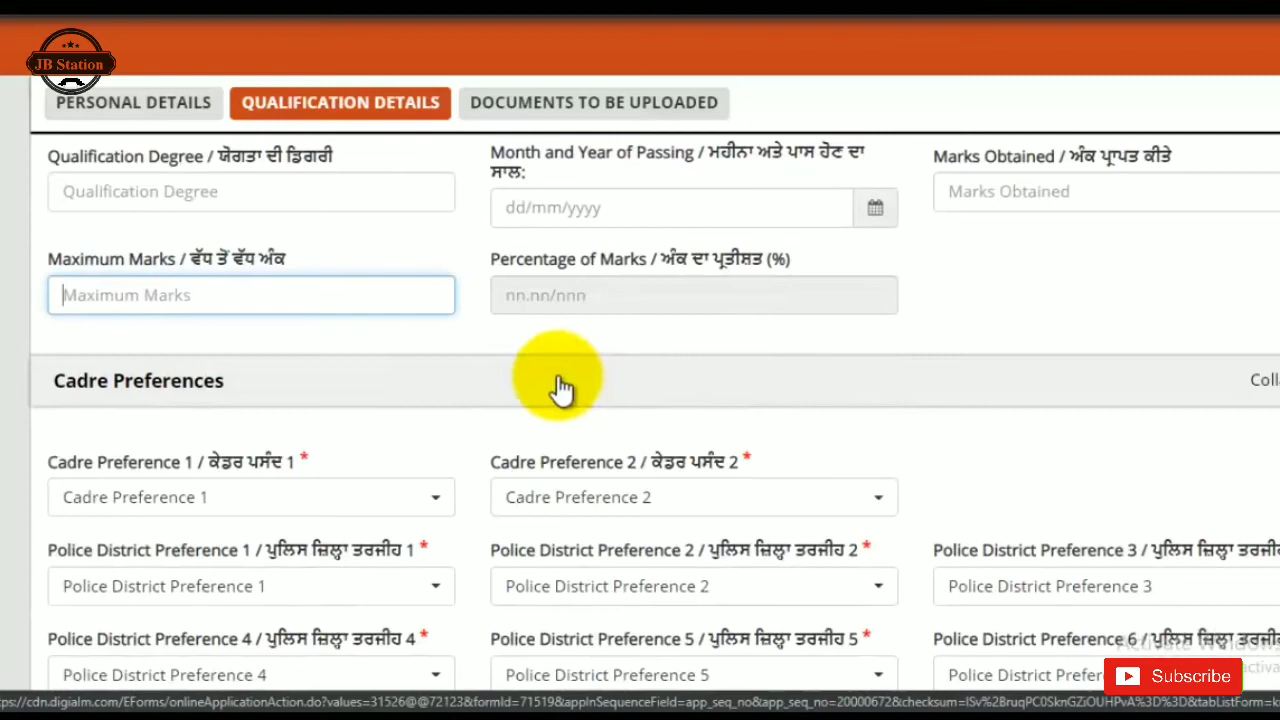 JB Station
PERSONAL DETAILS QUALIFICATION DETAILS DOCUMENTS TO BE UPLOADED
Qualification Degree / ਯੋਗਤਾ ਦੀ ਡਿਗਰੀ
Month and Year of Passing / ਮਹੀਨਾ ਅਤੇ ਪਾਸ ਹੋਣ ਦਾ
ਸਾਲ:
Marks Obtained / ਅੰਕ ਪ੍ਰਾਪਤ ਕੀਤੇ
Qualification Degree
dd/mm/yyyy
Marks Obtained
Maximum Marks / ਵੱਧ ਤੋਂ ਵੱਧ ਅੰਕ
Percentage of Marks / ਅੰਕ ਦਾ ਪ੍ਰਤੀਸ਼ਤ (%)
Maximum Marks
nn.nn/nnn
Cadre Preferences
Coll
Cadre Preference 1 / ਕੇਡਰ ਪਸੰਦ 1 *
Cadre Preference 2 / ਕੇਡਰ ਪਸੰਦ 2 *
Cadre Preference 1
Cadre Preference 2
Police District Preference 1 / ਪੁਲਿਸ ਜ਼ਿਲ੍ਹਾ ਤਰਜੀਹ 1 *
Police District Preference 2 / ਪੁਲਿਸ ਜ਼ਿਲ੍ਹਾ ਤਰਜੀਹ 2 *
Police District Preference 3 / ਪੁਲਿਸ ਜ਼ਿਲ੍ਹਾ
Police District Preference 1
Police District Preference 2
Police District Preference 3
Police District Preference 4 / ਪੁਲਿਸ ਜ਼ਿਲ੍ਹਾ ਤਰਜੀਹ 4 *
Police District Preference 5 / ਪੁਲਿਸ ਜ਼ਿਲ੍ਹਾ ਤਰਜੀਹ 5 *
Police District Preference 6 / ਪੁਲਿਸ ਜ਼ਿਲ੍ਹਾ
Activate Windows
Police District Preference 4
Police District Preference 5
Police District
Subscribe